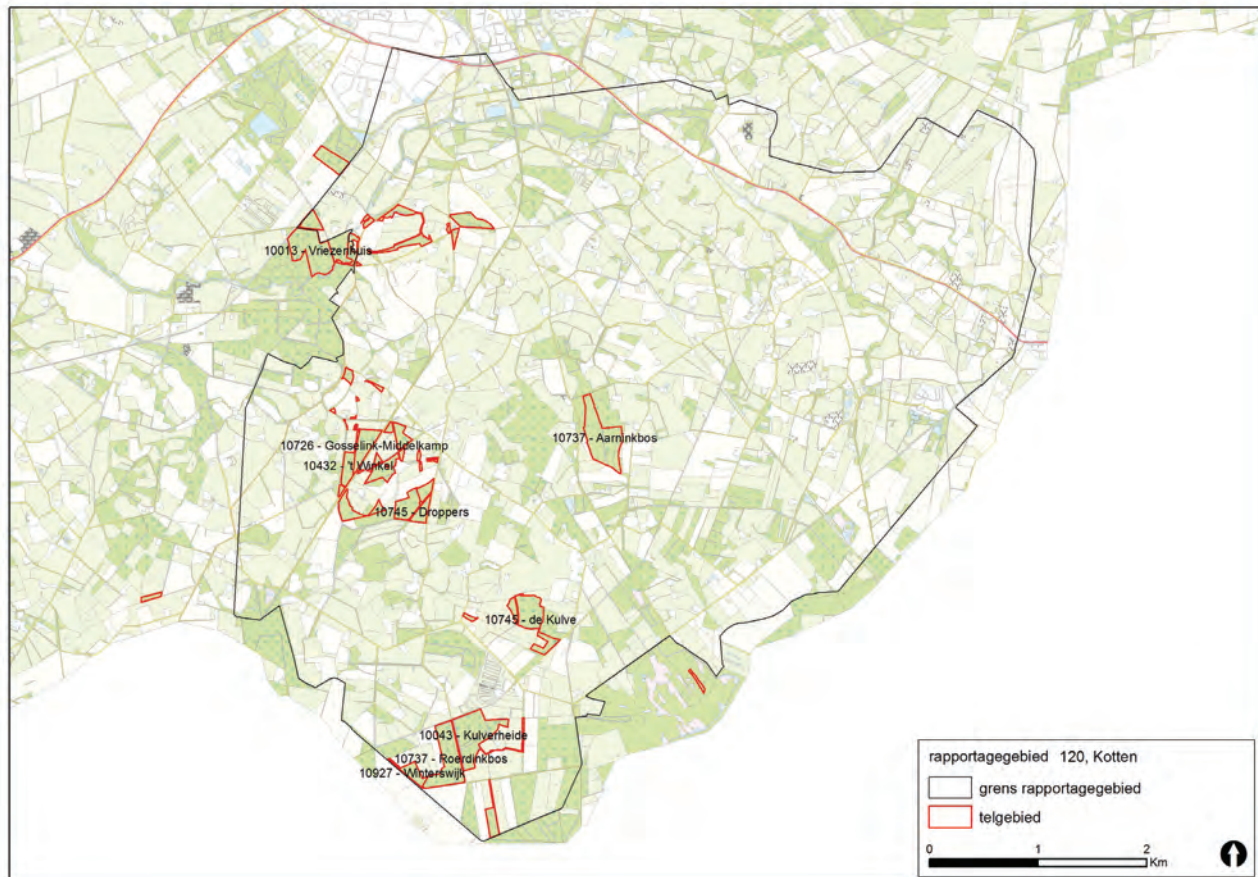 10013 - Vriezenhuis
10726 - Gosselink-Middelkamp
10737 - Aarninkbos
10432 - 't Winkel
10745 - Droppers
10745 - de Kulve
10043 - Kulverheide
10737 - Roerdinkbos
10927 - Winterswijk
rapportagegebied 120, Kotten
grens rapportagegebied
telgebied
0 1 2
Km